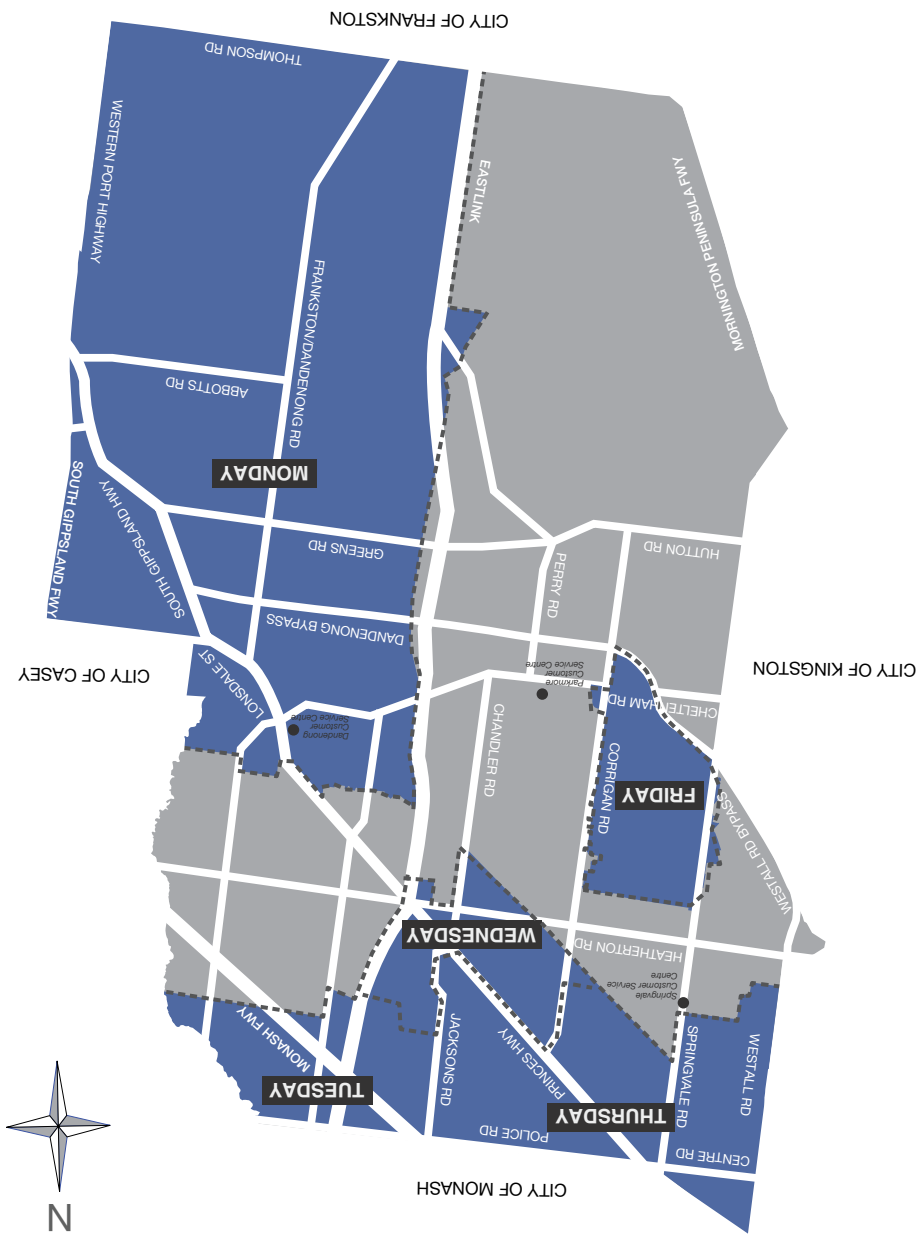 N
CITY OF MONASH
CENTRE RD
POLICE RD
THURSDAY
TUESDAY
WESTALL RD
SPRINGVALE RD
PRINCES HWY
JACKSONS RD
MONASH FWY
Springvale
Customer Service
Centre
HEATHERTON RD
WEDNESDAY
WESTALL RD BYPASS
FRIDAY
CORRIGAN RD
CHANDLER RD
CHELTENHAM RD
Dandenong
Customer
Service Centre
LONSDALE ST
Parkmore
Customer
Service Centre
CITY OF KINGSTON
CITY OF CASEY
DANDENONG BYPASS
PERRY RD
HUTTON RD
GREENS RD
SOUTH GIPPSLAND HWY
SOUTH GIPPSLAND FWY
MONDAY
ABBOTTS RD
FRANKSTON/DANDENONG RD
MORNINGTON PENINSULA FWY
EASTLINK
WESTERN PORT HIGHWAY
THOMPSON RD
CITY OF FRANKSTON